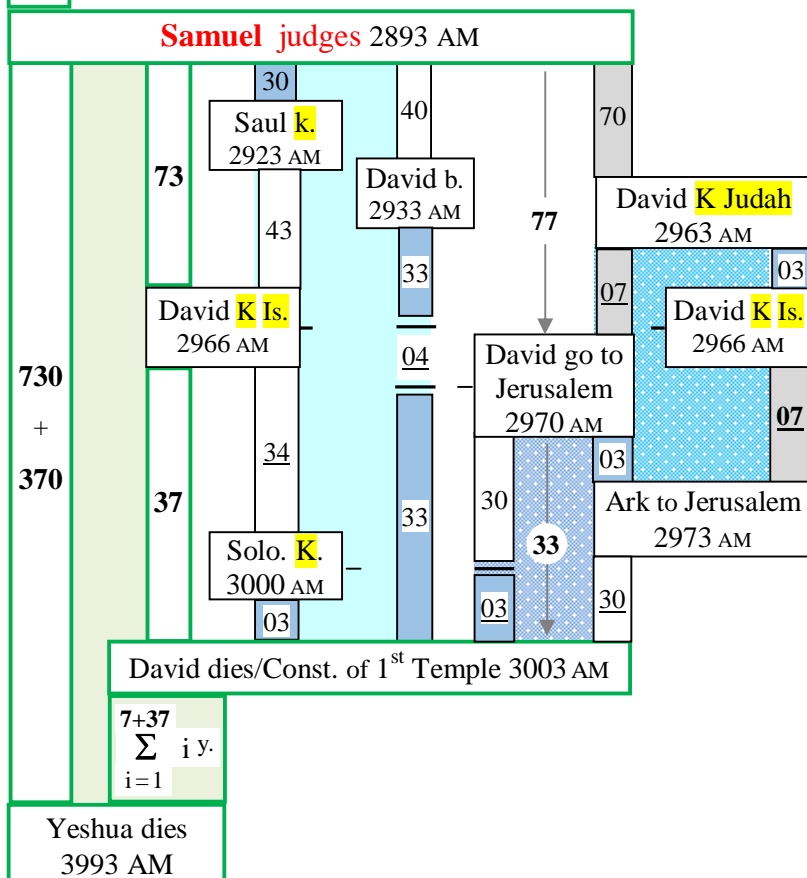 Samuel judges 2893 AM
30
40
70
Saul k.
2923 AM
73
David b.
2933 AM
David K Judah
2963 AM
77
43
33
07
03
David K Is.
2966 AM
David K Is.
2966 AM
04
David go to
Jerusalem
2970 AM
730
+
370
07
34
03
37
33
30
Ark to Jerusalem
2973 AM
Solo. K.
3000 AM
33
03
03
30
David dies/Const. of 1st Temple 3003 AM
7+37
Σ i y.
i=1
Yeshua dies
3993 AM